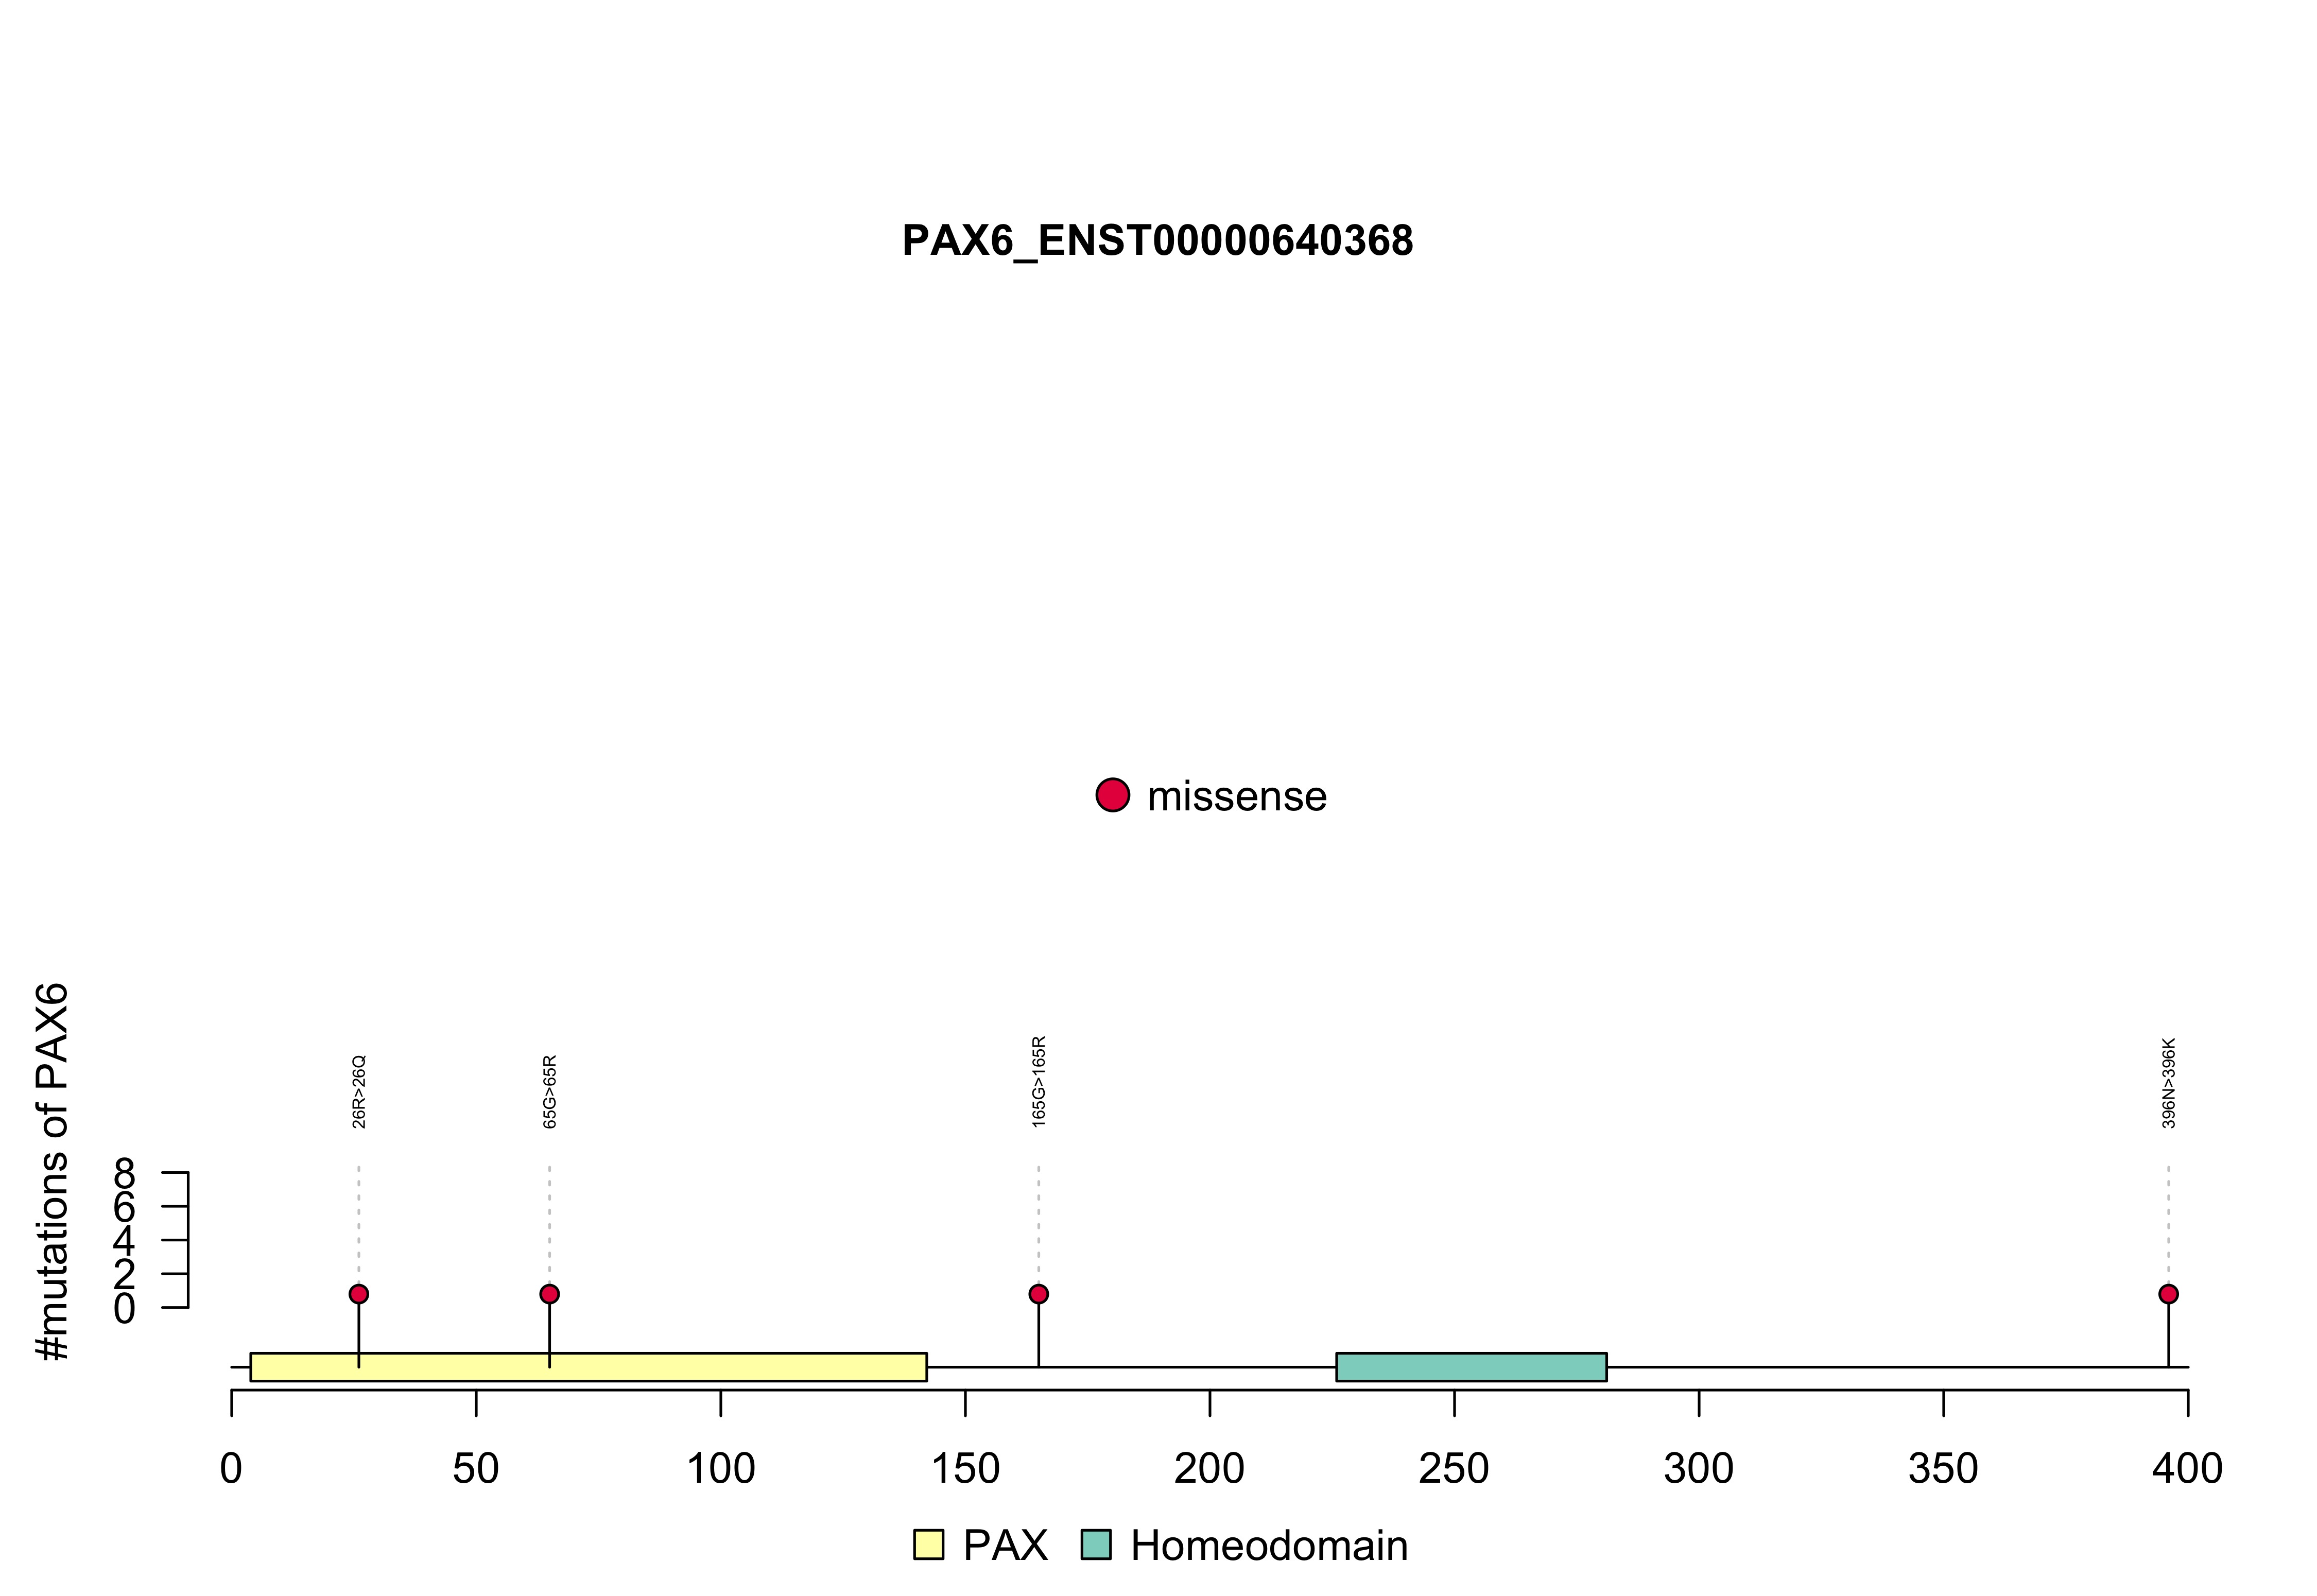 PAX6_ENST00000640368
missense
#mutations of PAX6
26R>26Q
65G>65R
165G>165R
396N>396K
8
6
4
2
0
0 50 100 150 200 250 300 350 400
PAX Homeodomain